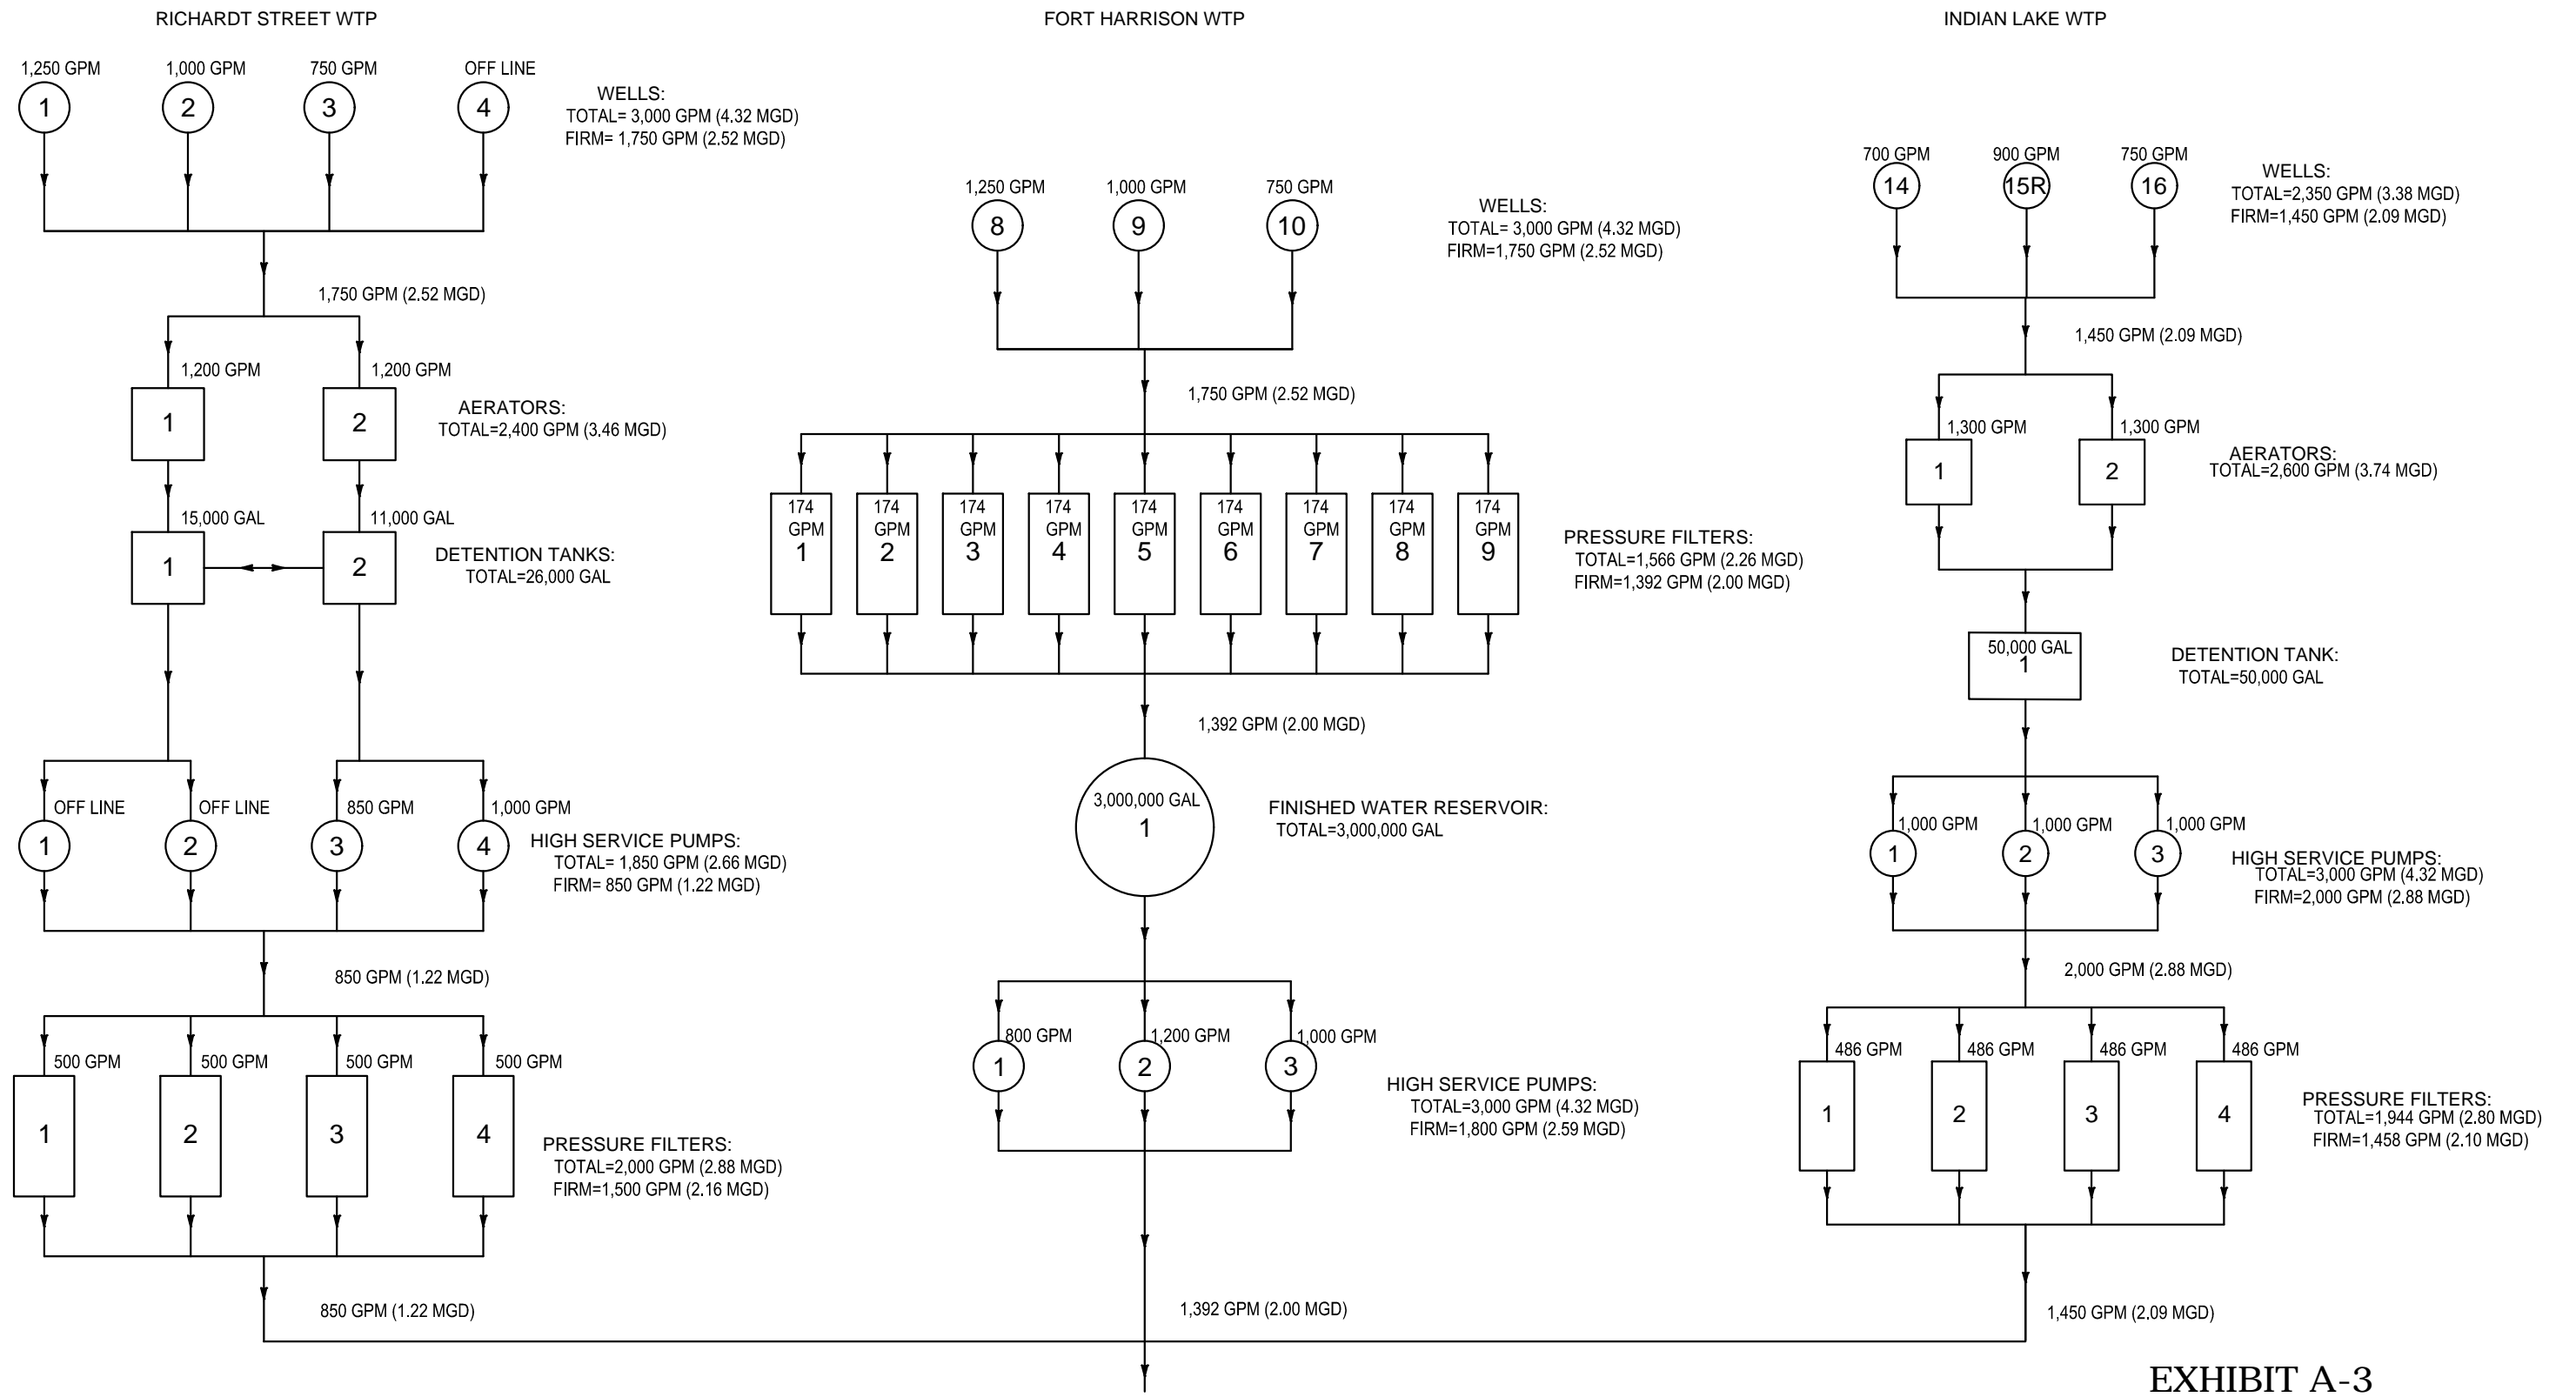 RICHARDT STREET WTP
1,250 GPM
1
1,000 GPM
2
750 GPM
3
OFF LINE
4
WELLS:
TOTAL= 3,000 GPM (4.32 MGD)
FIRM= 1,750 GPM (2.52 MGD)
1,750 GPM (2.52 MGD)
1,200 GPM
1
1,200 GPM
2
AERATORS:
TOTAL=2,400 GPM (3.46 MGD)
15,000 GAL
1
11,000 GAL
2
DETENTION TANKS:
TOTAL=26,000 GAL
OFF LINE
1
OFF LINE
2
850 GPM
3
1,000 GPM
4
HIGH SERVICE PUMPS:
TOTAL= 1,850 GPM (2.66 MGD)
FIRM= 850 GPM (1.22 MGD)
850 GPM (1.22 MGD)
500 GPM
1
500 GPM
2
500 GPM
3
500 GPM
4
PRESSURE FILTERS:
TOTAL=2,000 GPM (2.88 MGD)
FIRM=1,500 GPM (2.16 MGD)
850 GPM (1.22 MGD)
FORT HARRISON WTP
1,250 GPM
8
1,000 GPM
9
750 GPM
10
WELLS:
TOTAL= 3,000 GPM (4.32 MGD)
FIRM=1,750 GPM (2.52 MGD)
1,750 GPM (2.52 MGD)
174
GPM
1
174
GPM
2
174
GPM
3
174
GPM
4
174
GPM
5
174
GPM
6
174
GPM
7
174
GPM
8
174
GPM
9
PRESSURE FILTERS:
TOTAL=1,566 GPM (2.26 MGD)
FIRM=1,392 GPM (2.00 MGD)
1,392 GPM (2.00 MGD)
3,000,000 GAL
1
FINISHED WATER RESERVOIR:
TOTAL=3,000,000 GAL
800 GPM
1
1,200 GPM
2
1,000 GPM
3
HIGH SERVICE PUMPS:
TOTAL=3,000 GPM (4.32 MGD)
FIRM=1,800 GPM (2.59 MGD)
1,392 GPM (2.00 MGD)
INDIAN LAKE WTP
700 GPM
14
900 GPM
15R
750 GPM
16
WELLS:
TOTAL=2,350 GPM (3.38 MGD)
FIRM=1,450 GPM (2.09 MGD)
1,450 GPM (2.09 MGD)
1,300 GPM
1
1,300 GPM
2
AERATORS:
TOTAL=2,600 GPM (3.74 MGD)
50,000 GAL
1
DETENTION TANK:
TOTAL=50,000 GAL
1,000 GPM
1
1,000 GPM
2
1,000 GPM
3
HIGH SERVICE PUMPS:
TOTAL=3,000 GPM (4.32 MGD)
FIRM=2,000 GPM (2.88 MGD)
2,000 GPM (2.88 MGD)
486 GPM
1
486 GPM
2
486 GPM
3
486 GPM
4
PRESSURE FILTERS:
TOTAL=1,944 GPM (2.80 MGD)
FIRM=1,458 GPM (2.10 MGD)
1,450 GPM (2.09 MGD)
EXHIBIT A-3